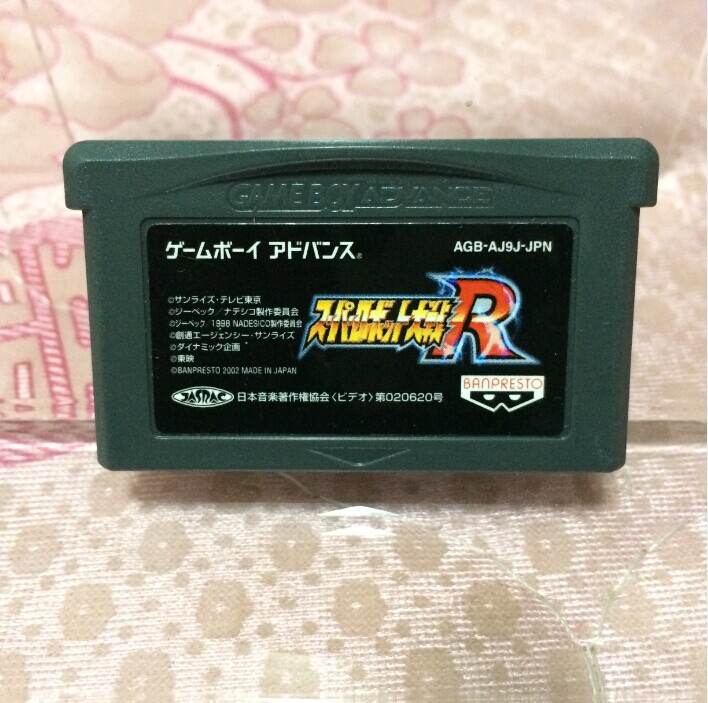 GAME BOY ADVANCE
ゲームボーイ アドバンス®
AGB-AJ9J-JPN
©サンライズ・テレビ東京
©ジーベック/ナデシコ製作委員会
©ジーベック/1998 NADESICO製作委員会
©創通エージェンシー・サンライズ
©ダイナミック企画
©東映
©BANPRESTO 2002 MADE IN JAPAN
スーパーロボット大戦R
BANPRESTO
JASRAC 日本音楽著作権協会〈ビデオ〉第020620号